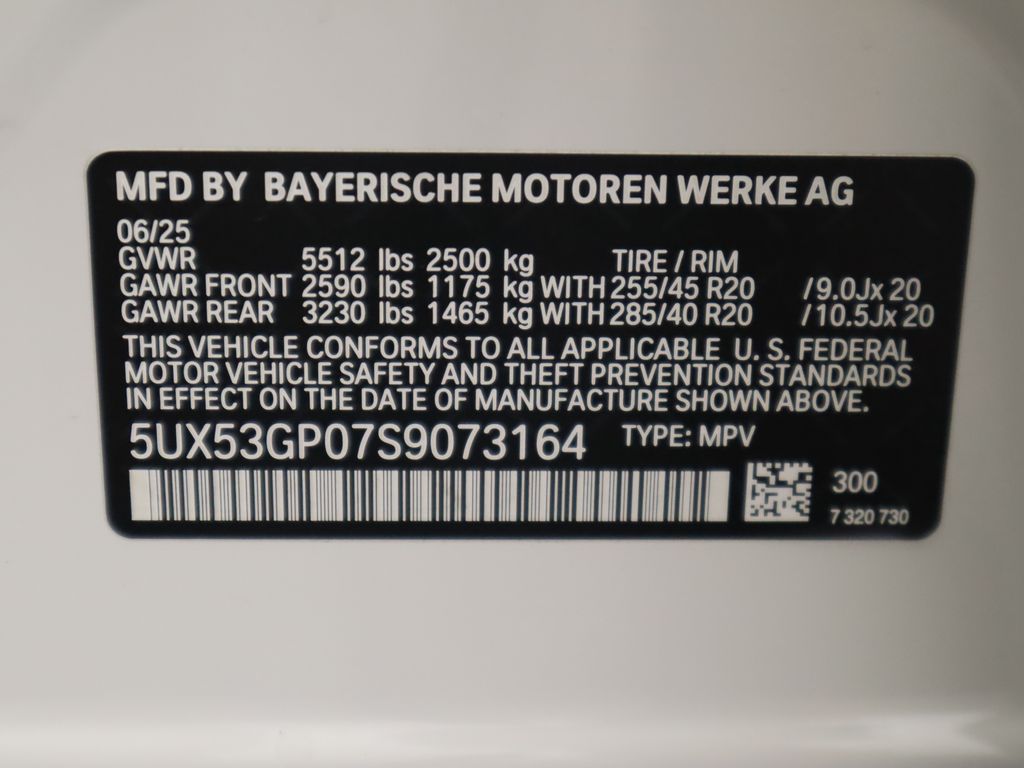 MFD BY BAYERISCHE MOTOREN WERKE AG
06/25
GVWR 5512 lbs 2500 kg TIRE / RIM
GAWR FRONT 2590 lbs 1175 kg WITH 255/45 R20 /9.0Jx 20
GAWR REAR 3230 lbs 1465 kg WITH 285/40 R20 /10.5Jx 20
THIS VEHICLE CONFORMS TO ALL APPLICABLE U. S. FEDERAL
MOTOR VEHICLE SAFETY AND THEFT PREVENTION STANDARDS
IN EFFECT ON THE DATE OF MANUFACTURE SHOWN ABOVE.
5UX53GP07S9073164 TYPE: MPV
300
7 320 730